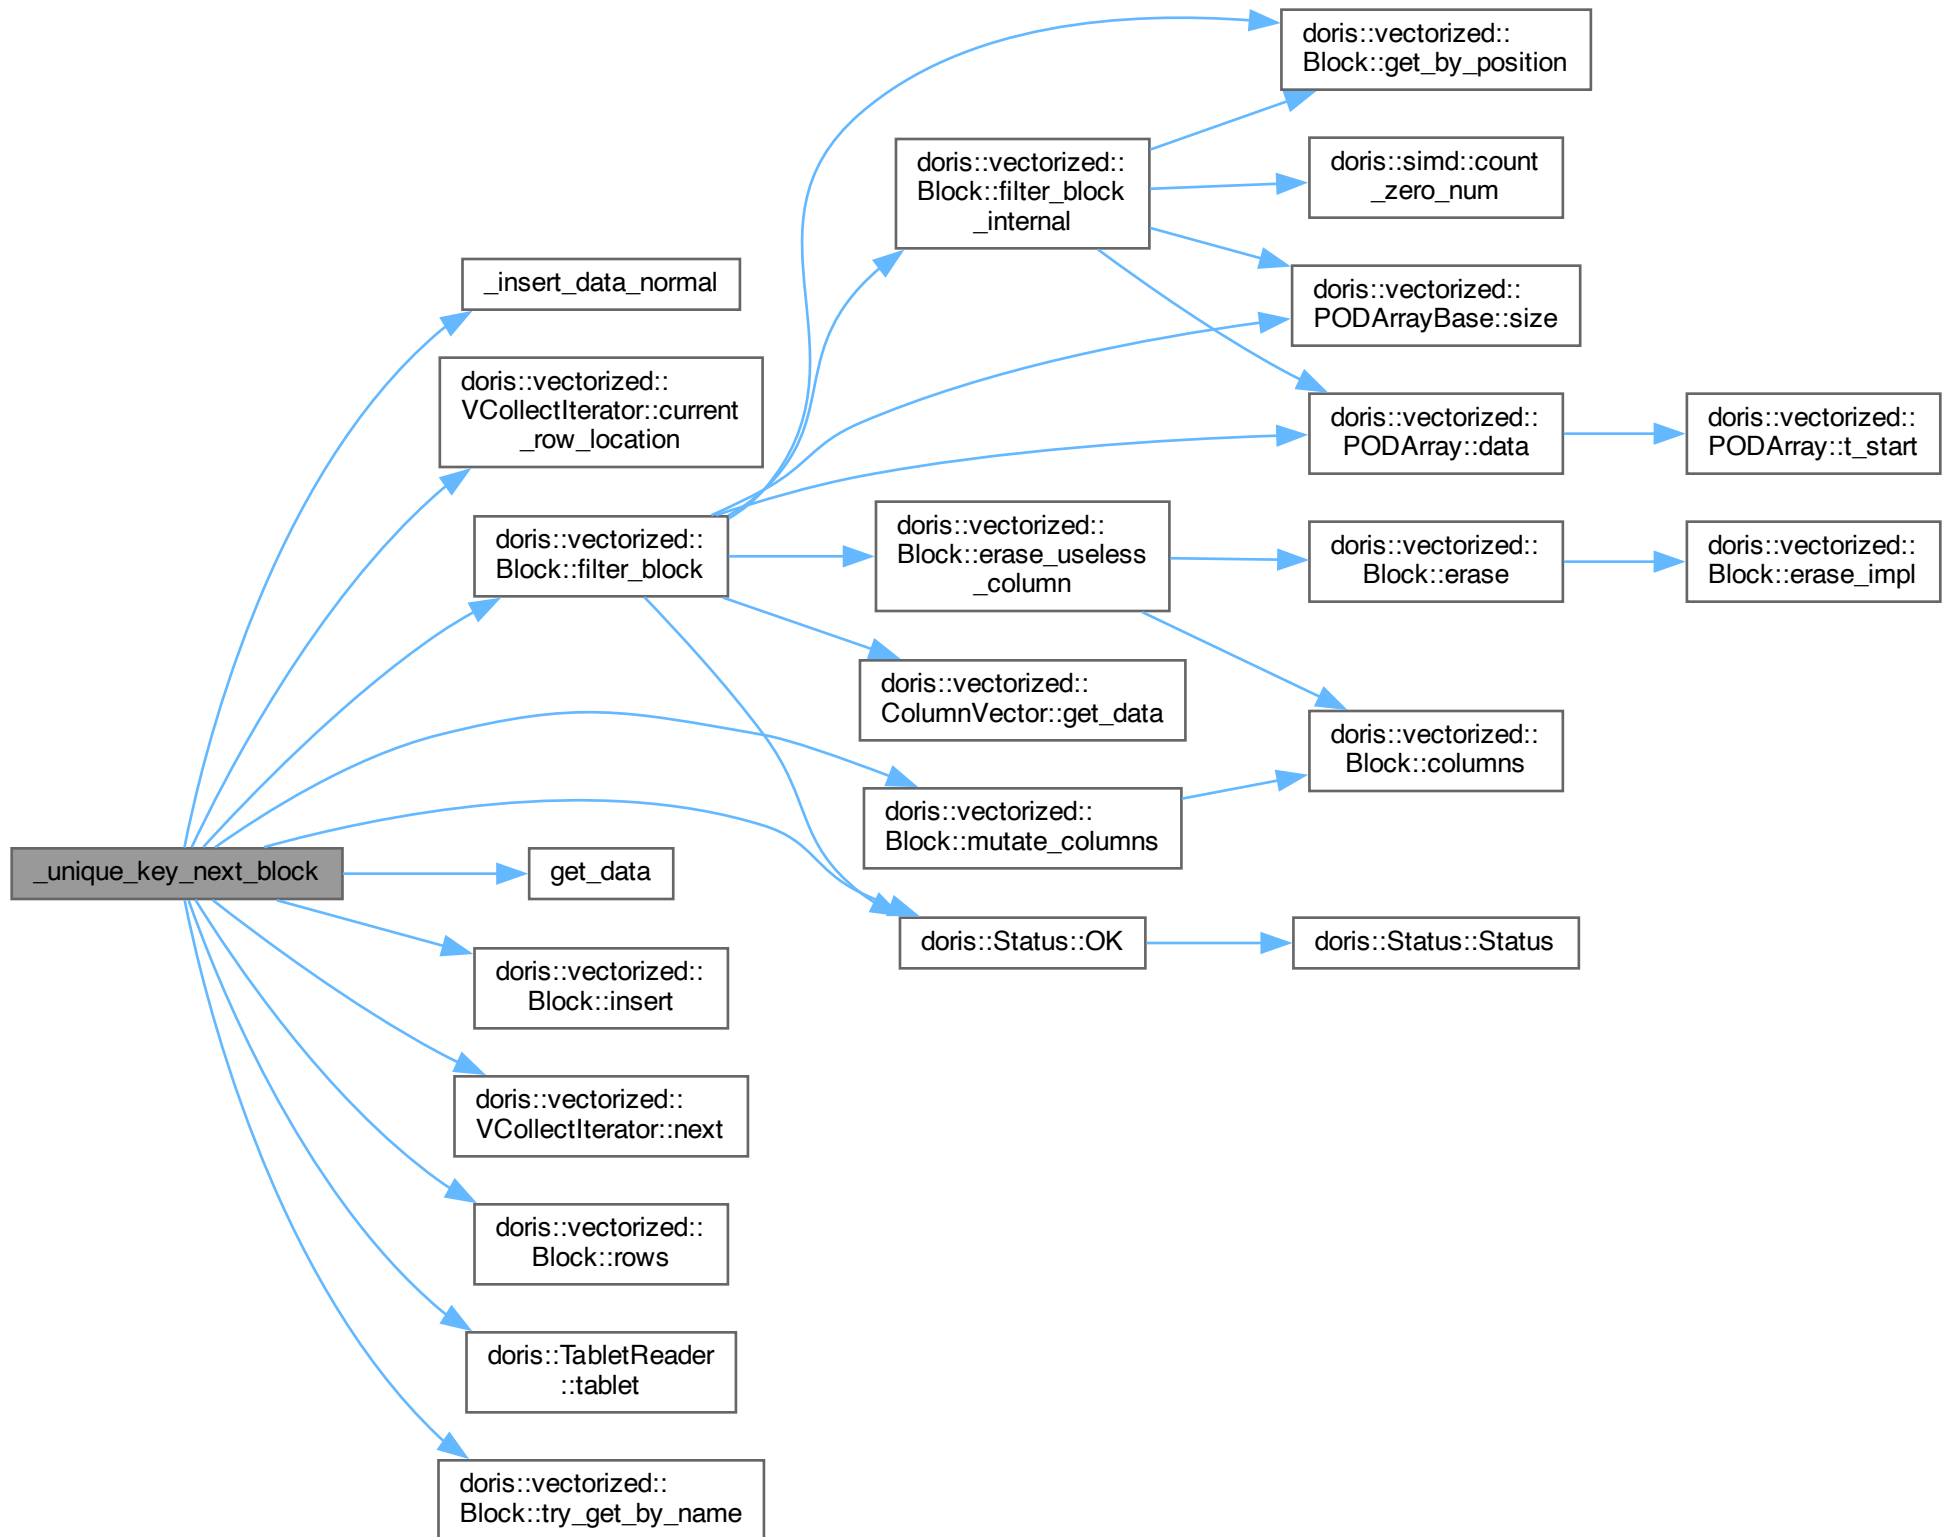 _unique_key_next_block
_insert_data_normal
doris::vectorized::
VCollectIterator::current
_row_location
doris::vectorized::
Block::filter_block
get_data
doris::vectorized::
Block::insert
doris::vectorized::
VCollectIterator::next
doris::vectorized::
Block::rows
doris::TabletReader
::tablet
doris::vectorized::
Block::try_get_by_name
doris::vectorized::
Block::filter_block
_internal
doris::vectorized::
Block::erase_useless
_column
doris::vectorized::
ColumnVector::get_data
doris::vectorized::
Block::mutate_columns
doris::Status::OK
doris::vectorized::
Block::get_by_position
doris::simd::count
_zero_num
doris::vectorized::
PODArrayBase::size
doris::vectorized::
PODArray::data
doris::vectorized::
Block::erase
doris::vectorized::
Block::columns
doris::Status::Status
doris::vectorized::
PODArray::t_start
doris::vectorized::
Block::erase_impl